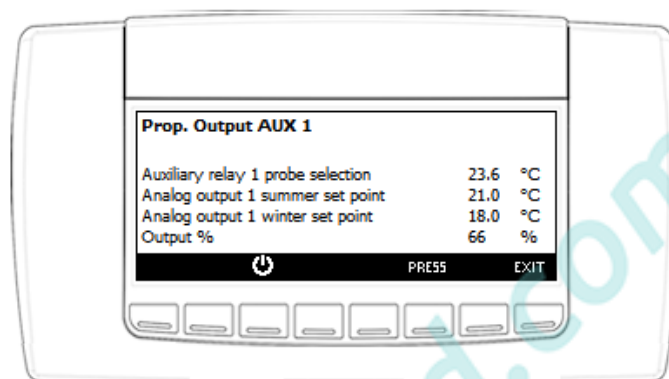 Prop. Output AUX 1
Auxiliary relay 1 probe selection 23.6 °C
Analog output 1 summer set point 21.0 °C
Analog output 1 winter set point 18.0 °C
Output % 66 %
PRESS EXIT
d.com